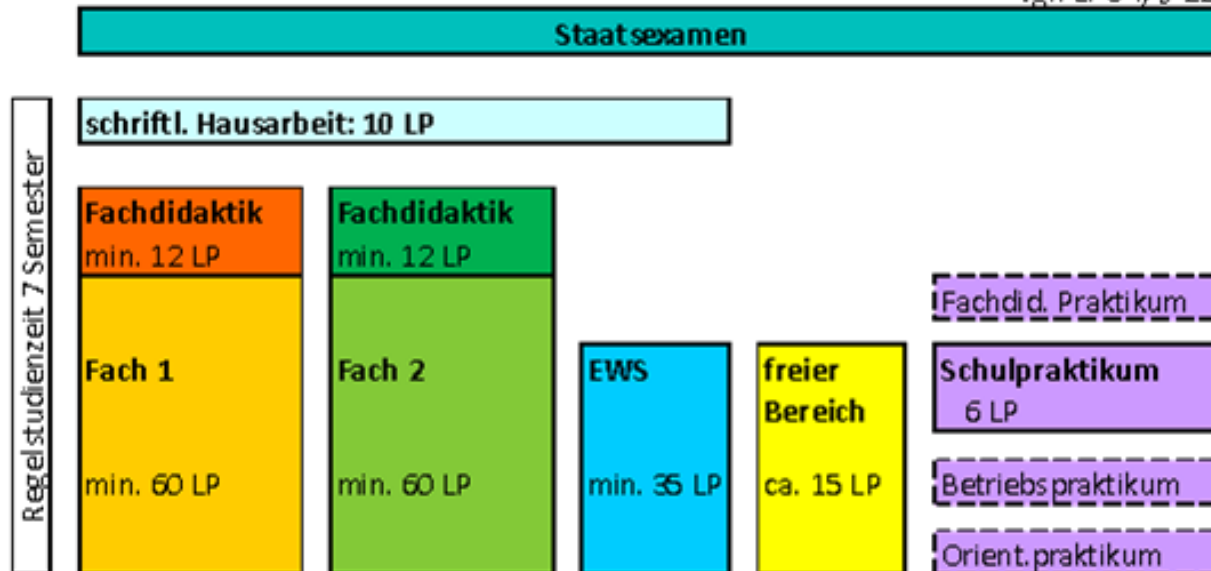 Staatsexamen
schriftl. Hausarbeit: 10 LP
Regelstudienzeit 7 Semester
Fachdidaktik
min. 12 LP
Fach 1
min. 60 LP
Fachdidaktik
min. 12 LP
Fach 2
min. 60 LP
EWS
min. 35 LP
freier
Bereich
ca. 15 LP
Fachdid. Praktikum
Schulpraktikum
6 LP
Betriebspraktikum
Orient.praktikum